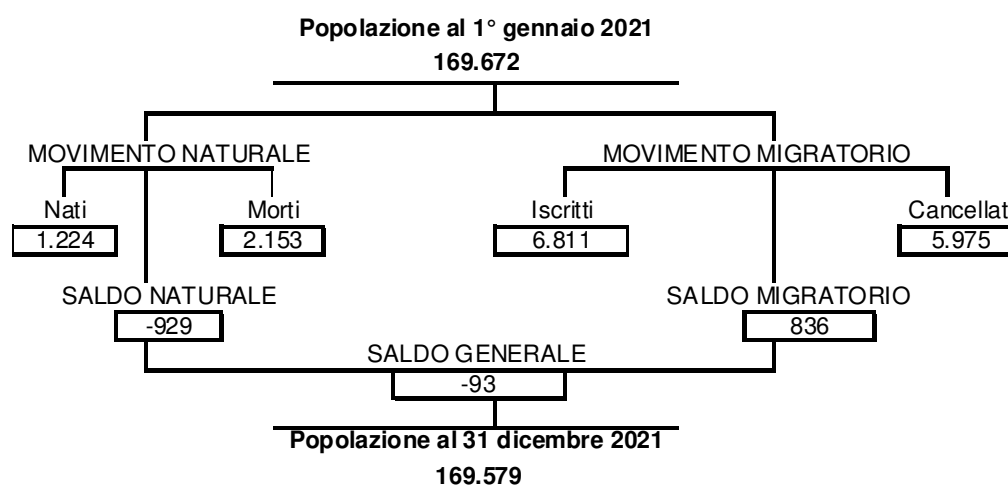 Popolazione al 1° gennaio 2021
169.672
MOVIMENTO NATURALE MOVIMENTO MIGRATORIO
Nati Morti Iscritti Cancellat
1.224 2.153 6.811 5.975
SALDO NATURALE SALDO MIGRATORIO
-929 836
SALDO GENERALE
-93
Popolazione al 31 dicembre 2021
169.579